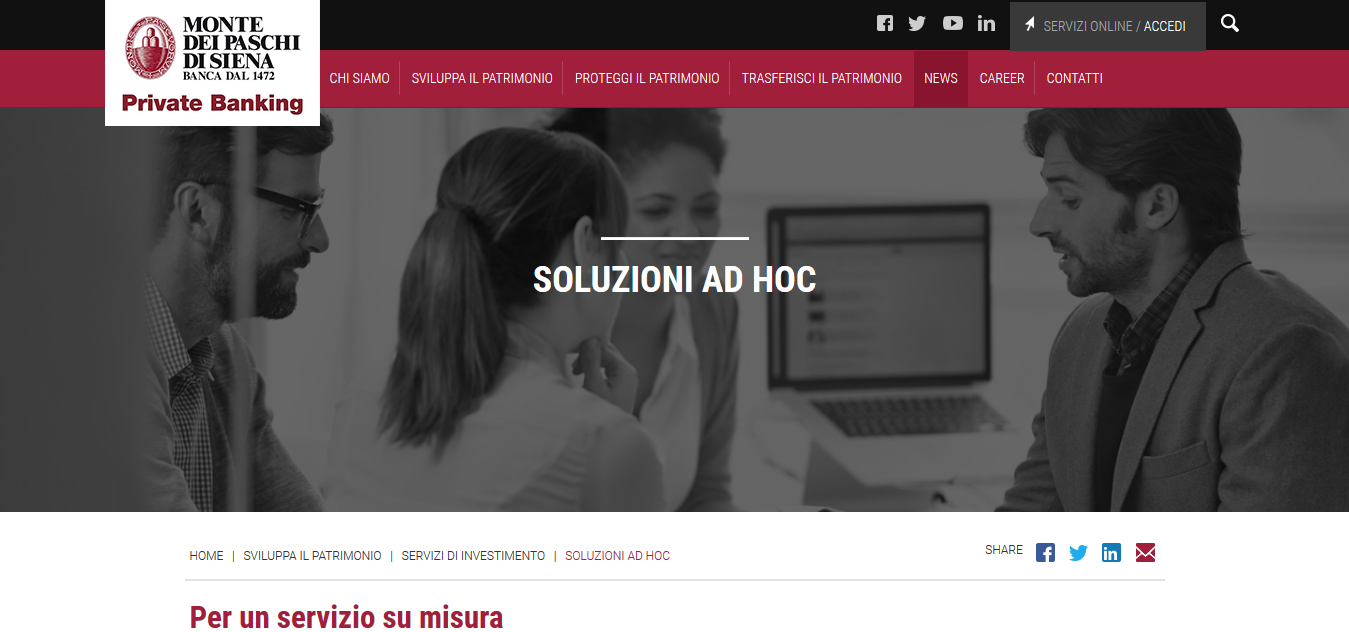 MONTE
DEI PASCHI
DI SIENA
BANCA DAL 1472
Private Banking
SERVIZI ONLINE / ACCEDI
CHI SIAMO
SVILUPPA IL PATRIMONIO
PROTEGGI IL PATRIMONIO
TRASFERISCI IL PATRIMONIO
NEWS
CAREER
CONTATTI
SOLUZIONI AD HOC
HOME | SVILUPPA IL PATRIMONIO | SERVIZI DI INVESTIMENTO | SOLUZIONI AD HOC
SHARE
Per un servizio su misura